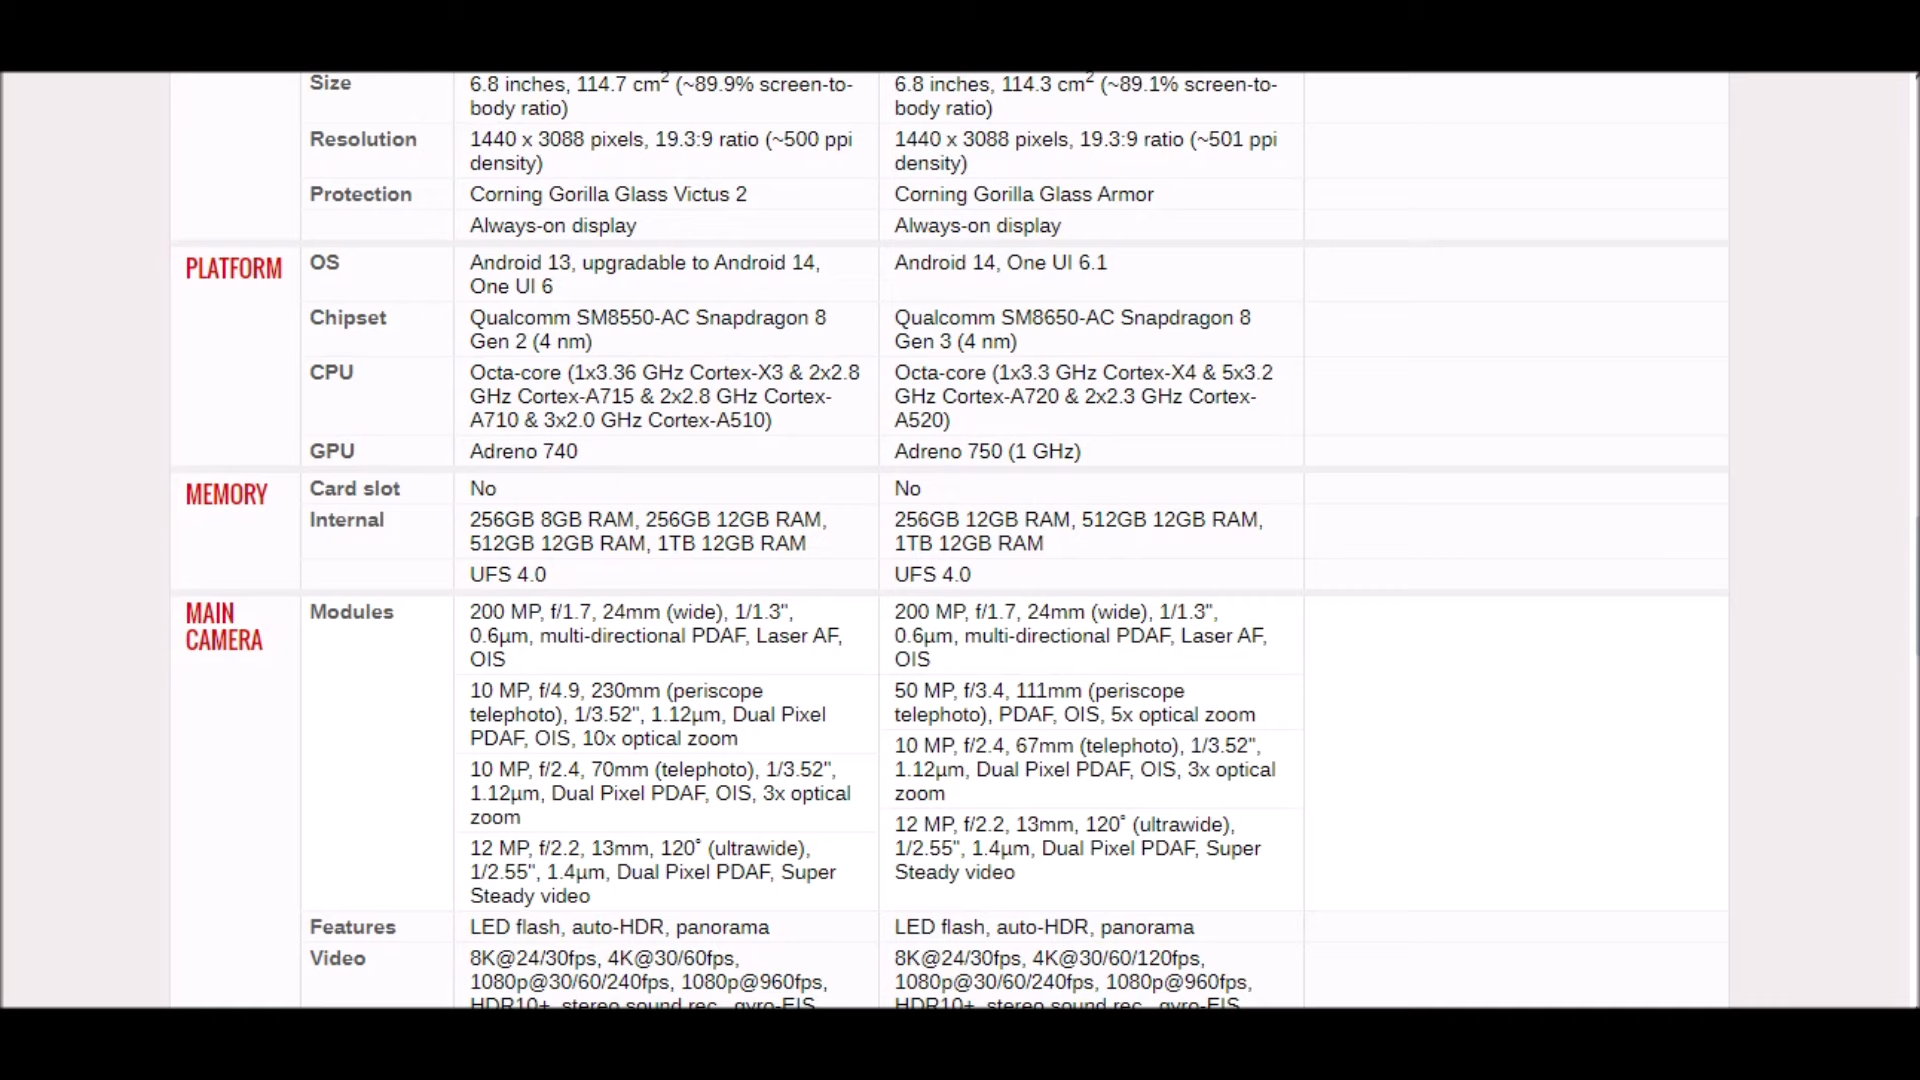 Size
6.8 inches, 114.7 cm2 (~89.9% screen-to-
body ratio)
6.8 inches, 114.3 cm2 (~89.1% screen-to-
body ratio)
Resolution
1440 x 3088 pixels, 19.3:9 ratio (~500 ppi
density)
1440 x 3088 pixels, 19.3:9 ratio (~501 ppi
density)
Protection
Corning Gorilla Glass Victus 2
Corning Gorilla Glass Armor
Always-on display
Always-on display
PLATFORM
OS
Android 13, upgradable to Android 14,
One UI 6
Android 14, One UI 6.1
Chipset
Qualcomm SM8550-AC Snapdragon 8
Gen 2 (4 nm)
Qualcomm SM8650-AC Snapdragon 8
Gen 3 (4 nm)
CPU
Octa-core (1x3.36 GHz Cortex-X3 & 2x2.8
GHz Cortex-A715 & 2x2.8 GHz Cortex-
A710 & 3x2.0 GHz Cortex-A510)
Octa-core (1x3.3 GHz Cortex-X4 & 5x3.2
GHz Cortex-A720 & 2x2.3 GHz Cortex-
A520)
GPU
Adreno 740
Adreno 750 (1 GHz)
MEMORY
Card slot
No
No
Internal
256GB 8GB RAM, 256GB 12GB RAM,
512GB 12GB RAM, 1TB 12GB RAM
256GB 12GB RAM, 512GB 12GB RAM,
1TB 12GB RAM
UFS 4.0
UFS 4.0
MAIN
CAMERA
Modules
200 MP, f/1.7, 24mm (wide), 1/1.3",
0.6µm, multi-directional PDAF, Laser AF,
OIS
10 MP, f/4.9, 230mm (periscope
telephoto), 1/3.52", 1.12µm, Dual Pixel
PDAF, OIS, 10x optical zoom
10 MP, f/2.4, 70mm (telephoto), 1/3.52",
1.12µm, Dual Pixel PDAF, OIS, 3x optical
zoom
12 MP, f/2.2, 13mm, 120˚ (ultrawide),
1/2.55", 1.4µm, Dual Pixel PDAF, Super
Steady video
200 MP, f/1.7, 24mm (wide), 1/1.3",
0.6µm, multi-directional PDAF, Laser AF,
OIS
50 MP, f/3.4, 111mm (periscope
telephoto), PDAF, OIS, 5x optical zoom
10 MP, f/2.4, 67mm (telephoto), 1/3.52",
1.12µm, Dual Pixel PDAF, OIS, 3x optical
zoom
12 MP, f/2.2, 13mm, 120˚ (ultrawide),
1/2.55", 1.4µm, Dual Pixel PDAF, Super
Steady video
Features
LED flash, auto-HDR, panorama
LED flash, auto-HDR, panorama
Video
8K@24/30fps, 4K@30/60fps,
1080p@30/60/240fps, 1080p@960fps,
HDR10+, stereo sound rec., gyro-EIS
8K@24/30fps, 4K@30/60/120fps,
1080p@30/60/240fps, 1080p@960fps,
HDR10+, stereo sound rec., gyro-EIS